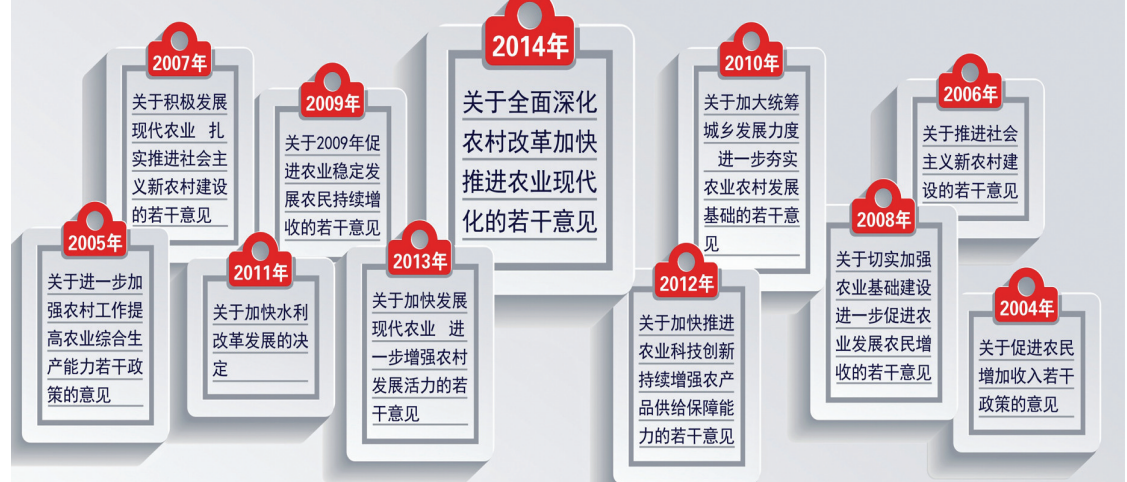 2007年
关于积极发展
现代农业 扎
实推进社会主
义新农村建设
的若干意见
2009年
关于2009年促
进农业稳定发
展农民持续增
收的若干意见
2014年
关于全面深化
农村改革加快
推进农业现代
化的若干意见
2010年
关于加大统筹
城乡发展力度
进一步夯实
农业农村发展
基础的若干意
见
2006年
关于推进社会
主义新农村建
设的若干意见
2005年
关于进一步加
强农村工作提
高农业综合生
产能力若干政
策的意见
2011年
关于加快水利
改革发展的决
定
2013年
关于加快发展
现代农业 进
一步增强农村
发展活力的若
干意见
2012年
关于加快推进
农业科技创新
持续增强农产
品供给保障能
力的若干意见
2008年
关于切实加强
农业基础建设
进一步促进农
业发展农民增
收的若干意见
2004年
关于促进农民
增加收入若干
政策的意见